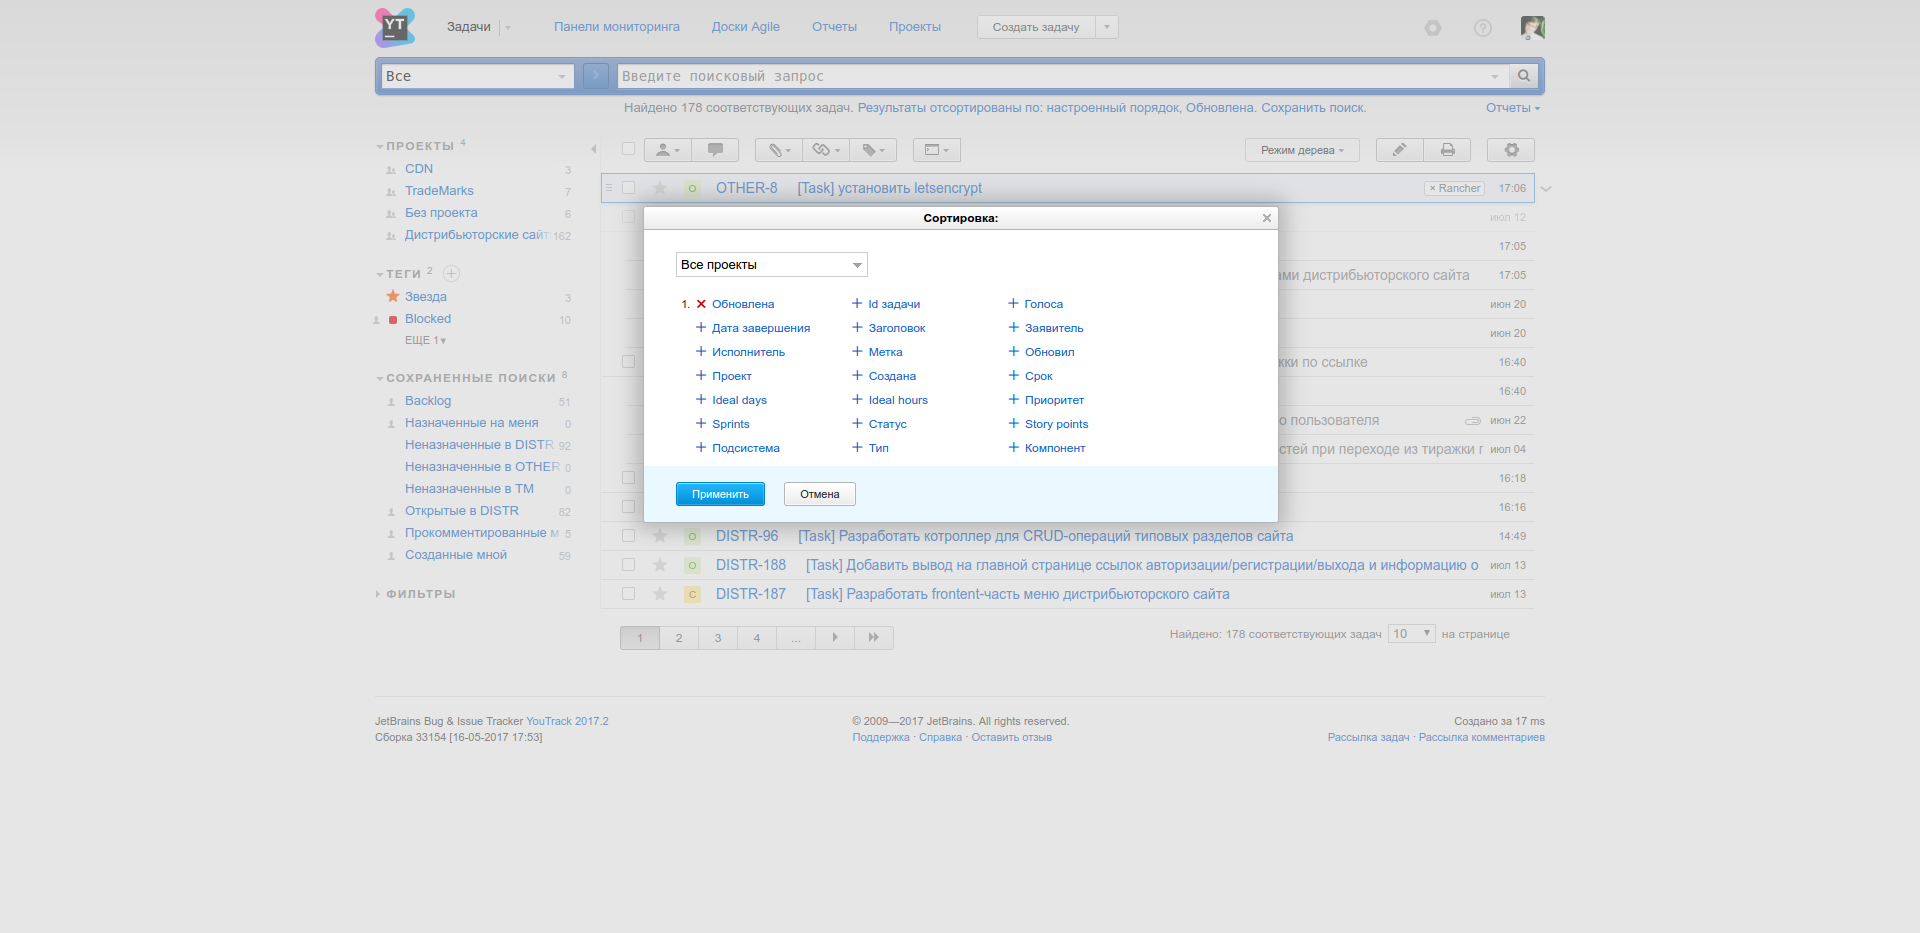 YT
Задачи
Панели мониторинга
Доски Agile
Отчеты
Проекты
Создать задачу
Все
Введите поисковый запрос
Найдено 178 соответствующих задач. Результаты отсортированы по: настроенный порядок, Обновлена. Сохранить поиск.
Отчеты
ПРОЕКТЫ 4
CDN 3
TradeMarks 7
Без проекта 6
Дистрибьюторские сайт 162
ТЕГИ 2
Звезда 3
Blocked 10
ЕЩЕ 1
СОХРАНЕННЫЕ ПОИСКИ 8
Backlog 51
Назначенные на меня 0
Неназначенные в DISTR 92
Неназначенные в OTHER 0
Неназначенные в TM 0
Открытые в DISTR 82
Прокомментированные м 5
Созданные мной 59
ФИЛЬТРЫ
Режим дерева
O OTHER-8 [Task] установить letsencrypt × Rancher 17:06
июл 12
17:05
ами дистрибьюторского сайта 17:05
июн 20
июн 20
жки по ссылке 16:40
16:40
о пользователя июн 22
стей при переходе из тиражки июл 04
16:18
16:16
O DISTR-96 [Task] Разработать котроллер для CRUD-операций типовых разделов сайта 14:49
O DISTR-188 [Task] Добавить вывод на главной странице ссылок авторизации/регистрации/выхода и информацию о июл 13
C DISTR-187 [Task] Разработать frontent-часть меню дистрибьюторского сайта июл 13
Сортировка:
Все проекты
1. Обновлена
Id задачи
Голоса
Дата завершения
Заголовок
Заявитель
Исполнитель
Метка
Обновил
Проект
Создана
Срок
Ideal days
Ideal hours
Приоритет
Sprints
Статус
Story points
Подсистема
Тип
Компонент
Применить
Отмена
1 2 3 4 ...
Найдено: 178 соответствующих задач 10 на странице
JetBrains Bug & Issue Tracker YouTrack 2017.2
Сборка 33154 [16-05-2017 17:53]
© 2009—2017 JetBrains. All rights reserved.
Поддержка · Справка · Оставить отзыв
Создано за 17 ms
Рассылка задач · Рассылка комментариев